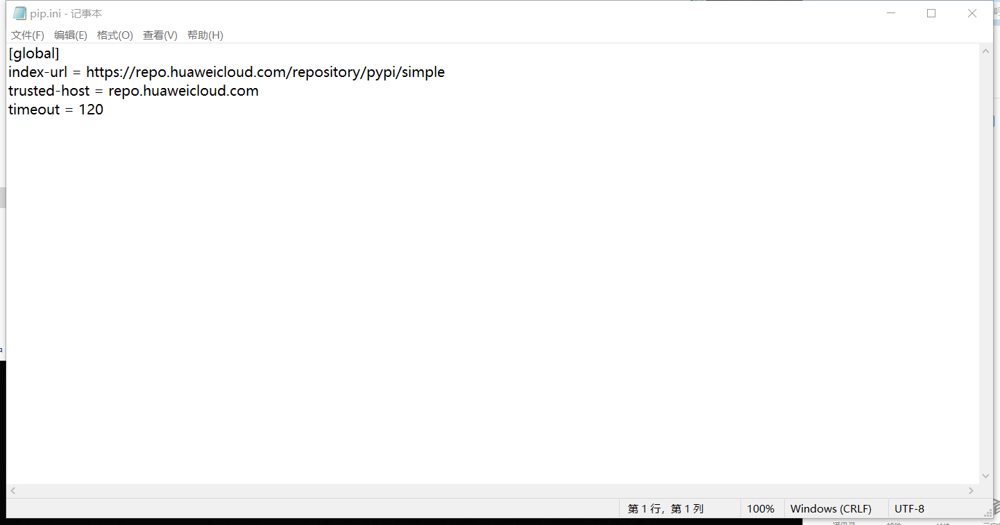 pip.ini - 记事本
文件(F) 编辑(E) 格式(O) 查看(V) 帮助(H)
[global]
index-url = https://repo.huaweicloud.com/repository/pypi/simple
trusted-host = repo.huaweicloud.com
timeout = 120
第 1 行，第 1 列 100% Windows (CRLF) UTF-8